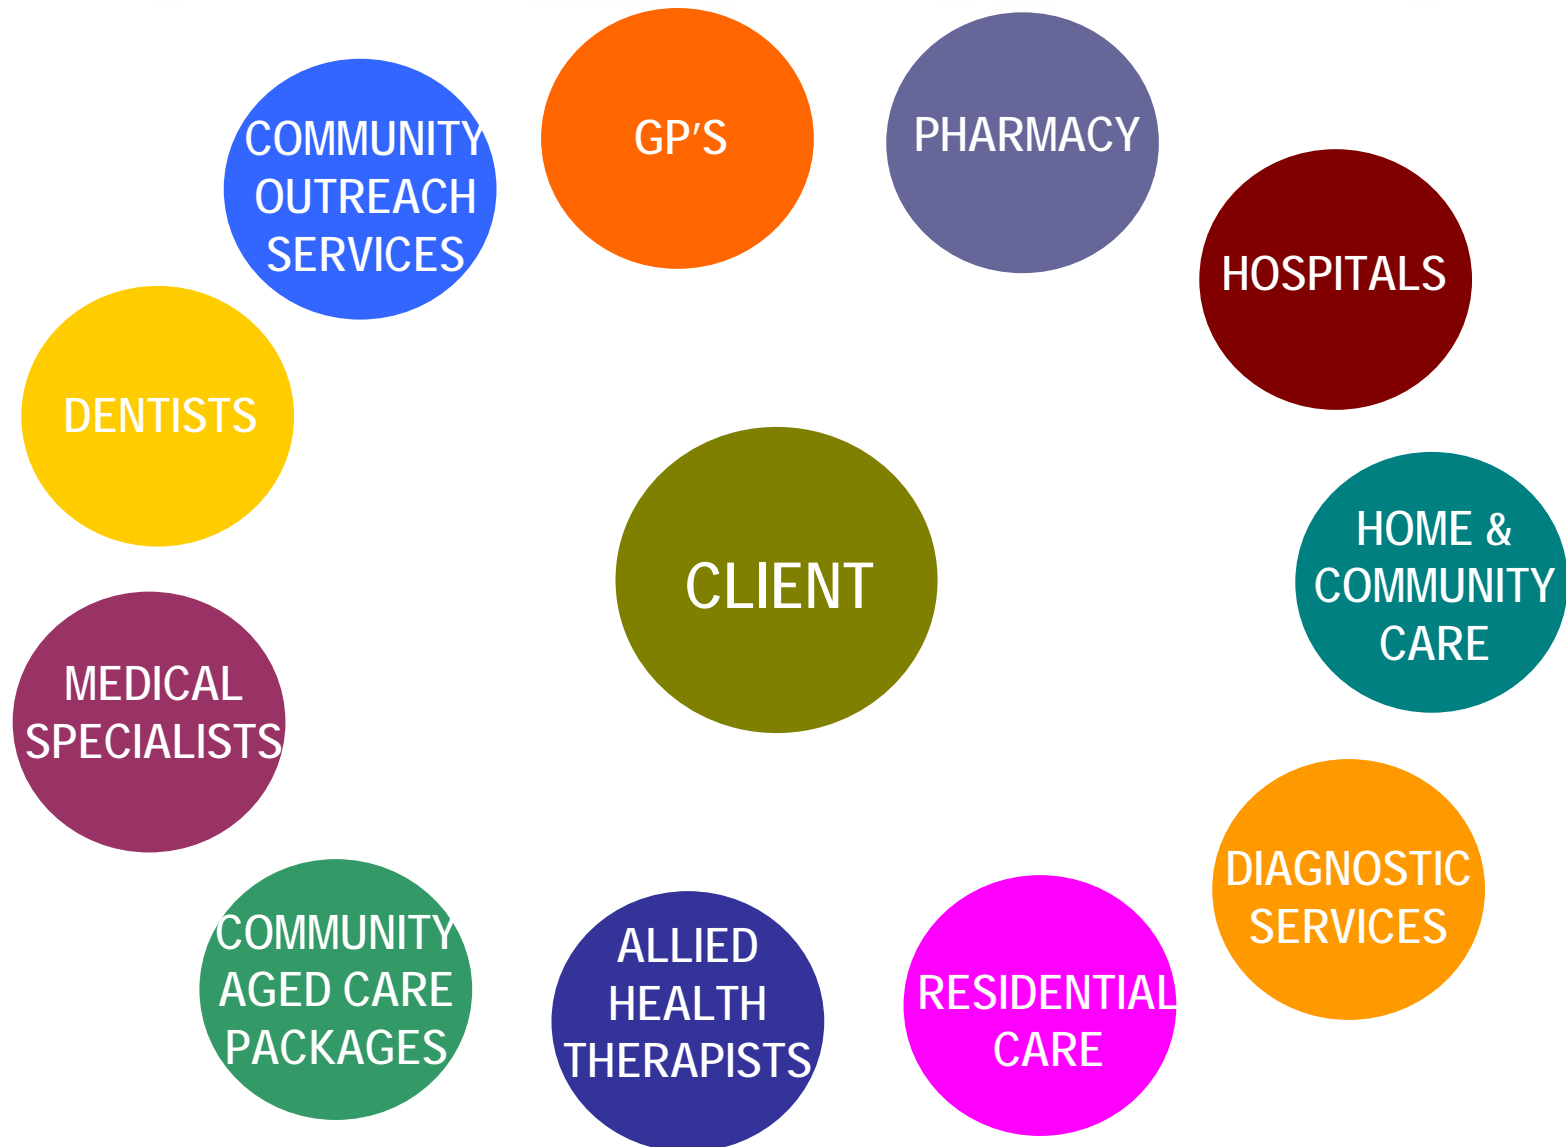 COMMUNITY
OUTREACH
SERVICES
GP’S
PHARMACY
HOSPITALS
DENTISTS
CLIENT
HOME &
COMMUNITY
CARE
MEDICAL
SPECIALISTS
DIAGNOSTIC
SERVICES
COMMUNITY
AGED CARE
PACKAGES
ALLIED
HEALTH
THERAPISTS
RESIDENTIAL
CARE